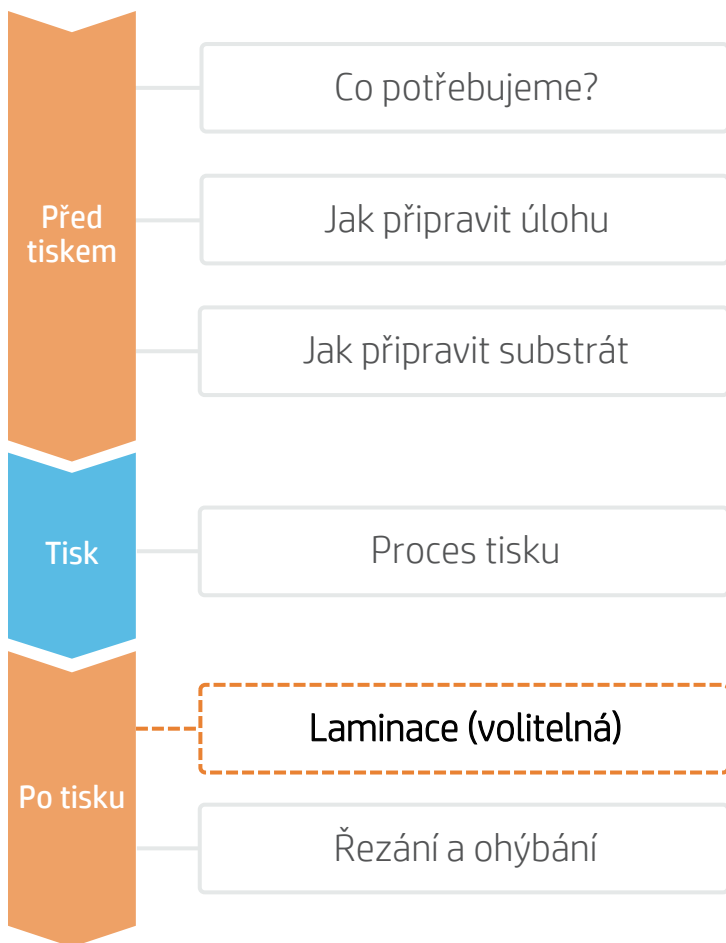 Co potřebujeme?
Před
tiskem
Jak připravit úlohu
Jak připravit substrát
Tisk
Proces tisku
Laminace (volitelná)
Po tisku
Řezání a ohýbání